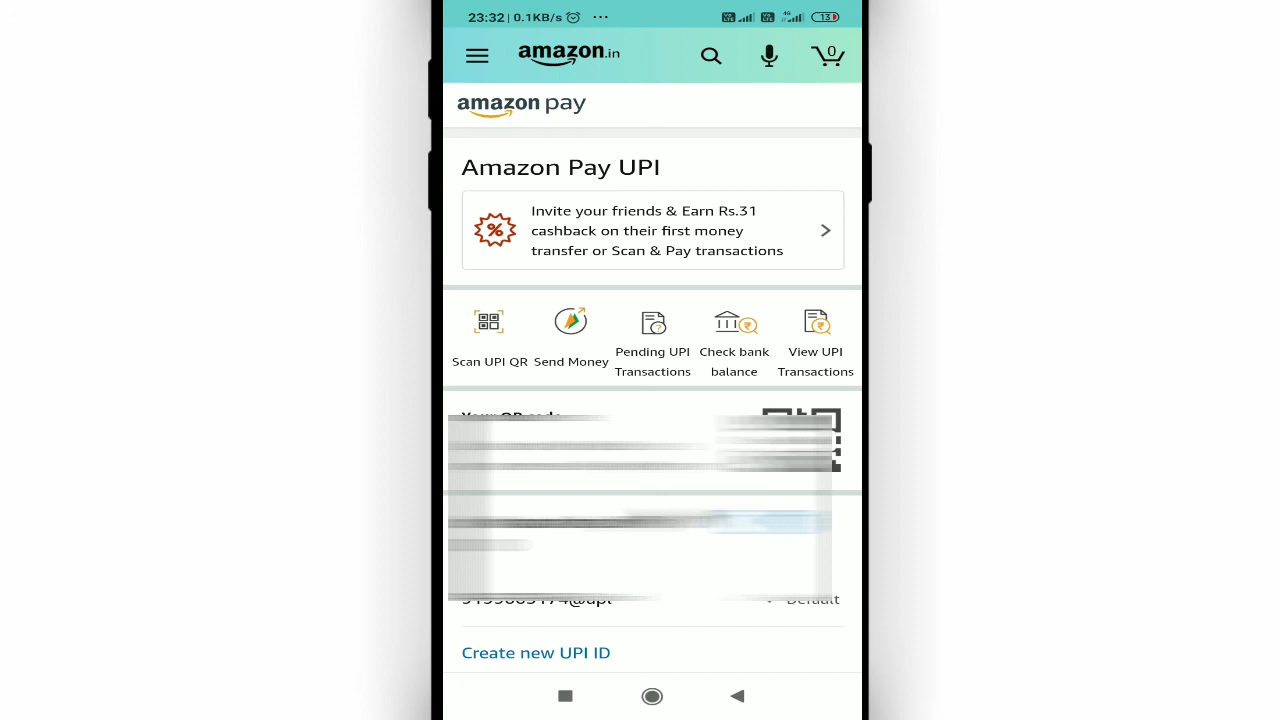 23:32 | 0.1KB/s ...
4G 13
amazon.in
0
amazon pay
Amazon Pay UPI
Invite your friends & Earn Rs.31
cashback on their first money
transfer or Scan & Pay transactions
Scan UPI QR
Send Money
Pending UPI
Transactions
Check bank
balance
View UPI
Transactions
Your QR code
Default
Create new UPI ID